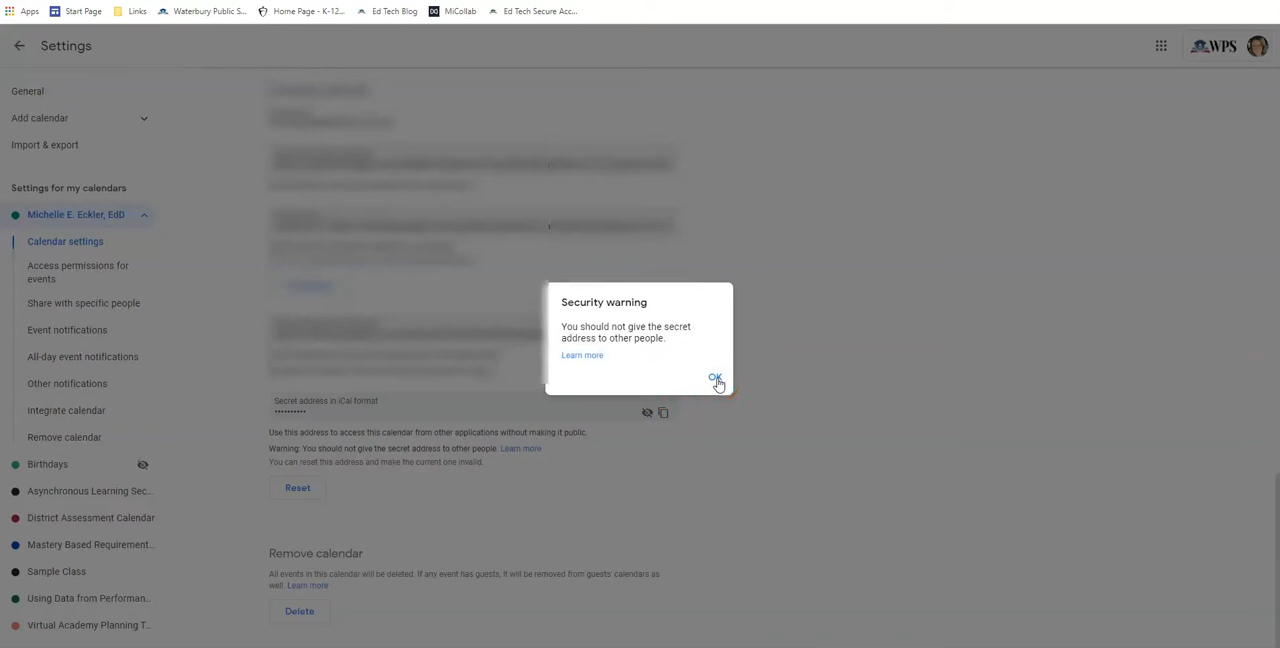 Apps Start Page Links Waterbury Public S... Home Page - K-12... Ed Tech Blog MiCollab Ed Tech Secure Acc...
Settings
WPS
General
Add calendar
Import & export
Settings for my calendars
Michelle E. Eckler, EdD
Calendar settings
Access permissions for
events
Share with specific people
Event notifications
All-day event notifications
Other notifications
Integrate calendar
Remove calendar
Birthdays
Asynchronous Learning Sec...
District Assessment Calendar
Mastery Based Requirement...
Sample Class
Using Data from Performan...
Virtual Academy Planning T...
Security warning
You should not give the secret
address to other people.
Learn more
OK
Secret address in iCal format
••••••••••
Use this address to access this calendar from other applications without making it public.
Warning: You should not give the secret address to other people. Learn more
You can reset this address and make the current one invalid.
Reset
Remove calendar
All events in this calendar will be deleted. If any event has guests, it will be removed from guests' calendars as
well. Learn more
Delete